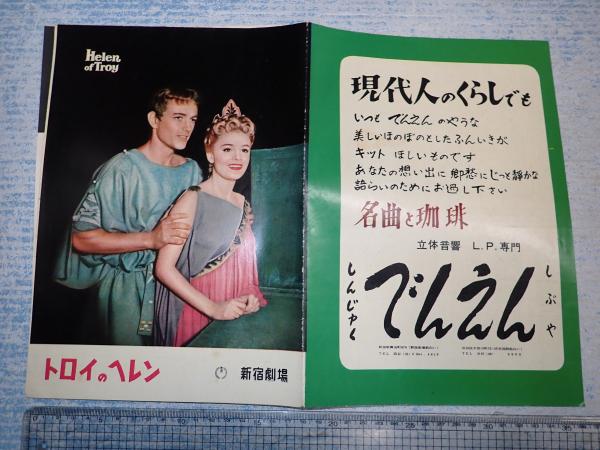 Helen
of Troy
トロイのヘレン
新宿劇場
現代人のくらしでも
いつも でんえん のやうな
美しいほのぼのとしたふんいきが
キット ほしいものです
あなたの想い出に 郷愁にじっと静かな
語らいのためにお過し下さい
名曲と珈琲
立体音響 L.P.専門
しぶや
でんえん
しんじゆく